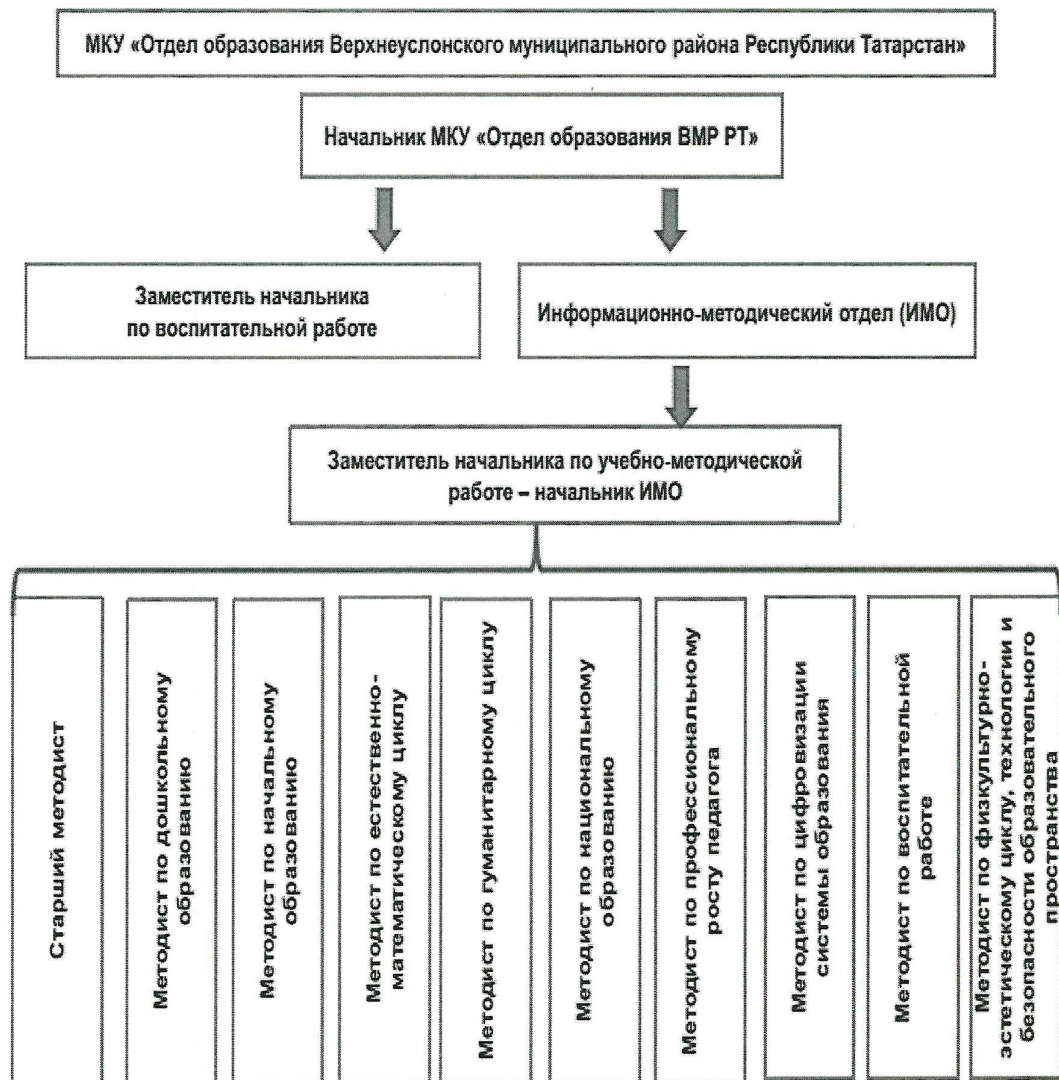 МКУ «Отдел образования Верхнеуслонского муниципального района Республики Татарстан»
Начальник МКУ «Отдел образования ВМР РТ»
Заместитель начальника
по воспитательной работе
Информационно-методический отдел (ИМО)
Заместитель начальника по учебно-методической
работе – начальник ИМО
Старший методист
Методист по дошкольному
образованию
Методист по начальному
образованию
Методист по естественно-
математическому циклу
Методист по гуманитарному циклу
Методист по национальному
образованию
Методист по профессиональному
росту педагога
Методист по цифровизации
системы образования
Методист по воспитательной
работе
Методист по физкультурно-
эстетическому циклу, технологии и
безопасности образовательного
пространства